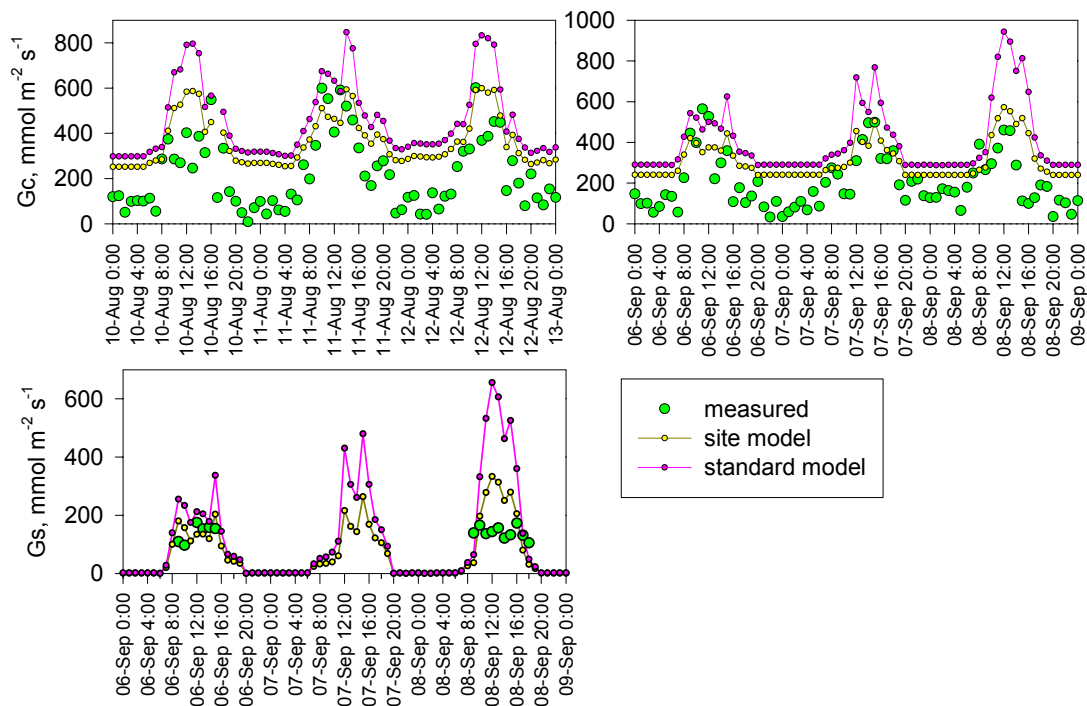 Gc, mmol m⁻² s⁻¹
800
600
400
200
0
10-Aug 0:00
10-Aug 4:00
10-Aug 8:00
10-Aug 12:00
10-Aug 16:00
10-Aug 20:00
11-Aug 0:00
11-Aug 4:00
11-Aug 8:00
11-Aug 12:00
11-Aug 16:00
11-Aug 20:00
12-Aug 0:00
12-Aug 4:00
12-Aug 8:00
12-Aug 12:00
12-Aug 16:00
12-Aug 20:00
13-Aug 0:00
1000
800
600
400
200
0
06-Sep 0:00
06-Sep 4:00
06-Sep 8:00
06-Sep 12:00
06-Sep 16:00
06-Sep 20:00
07-Sep 0:00
07-Sep 4:00
07-Sep 8:00
07-Sep 12:00
07-Sep 16:00
07-Sep 20:00
08-Sep 0:00
08-Sep 4:00
08-Sep 8:00
08-Sep 12:00
08-Sep 16:00
08-Sep 20:00
09-Sep 0:00
Gs, mmol m⁻² s⁻¹
600
400
200
0
06-Sep 0:00
06-Sep 4:00
06-Sep 8:00
06-Sep 12:00
06-Sep 16:00
06-Sep 20:00
07-Sep 0:00
07-Sep 4:00
07-Sep 8:00
07-Sep 12:00
07-Sep 16:00
07-Sep 20:00
08-Sep 0:00
08-Sep 4:00
08-Sep 8:00
08-Sep 12:00
08-Sep 16:00
08-Sep 20:00
09-Sep 0:00
measured
site model
standard model